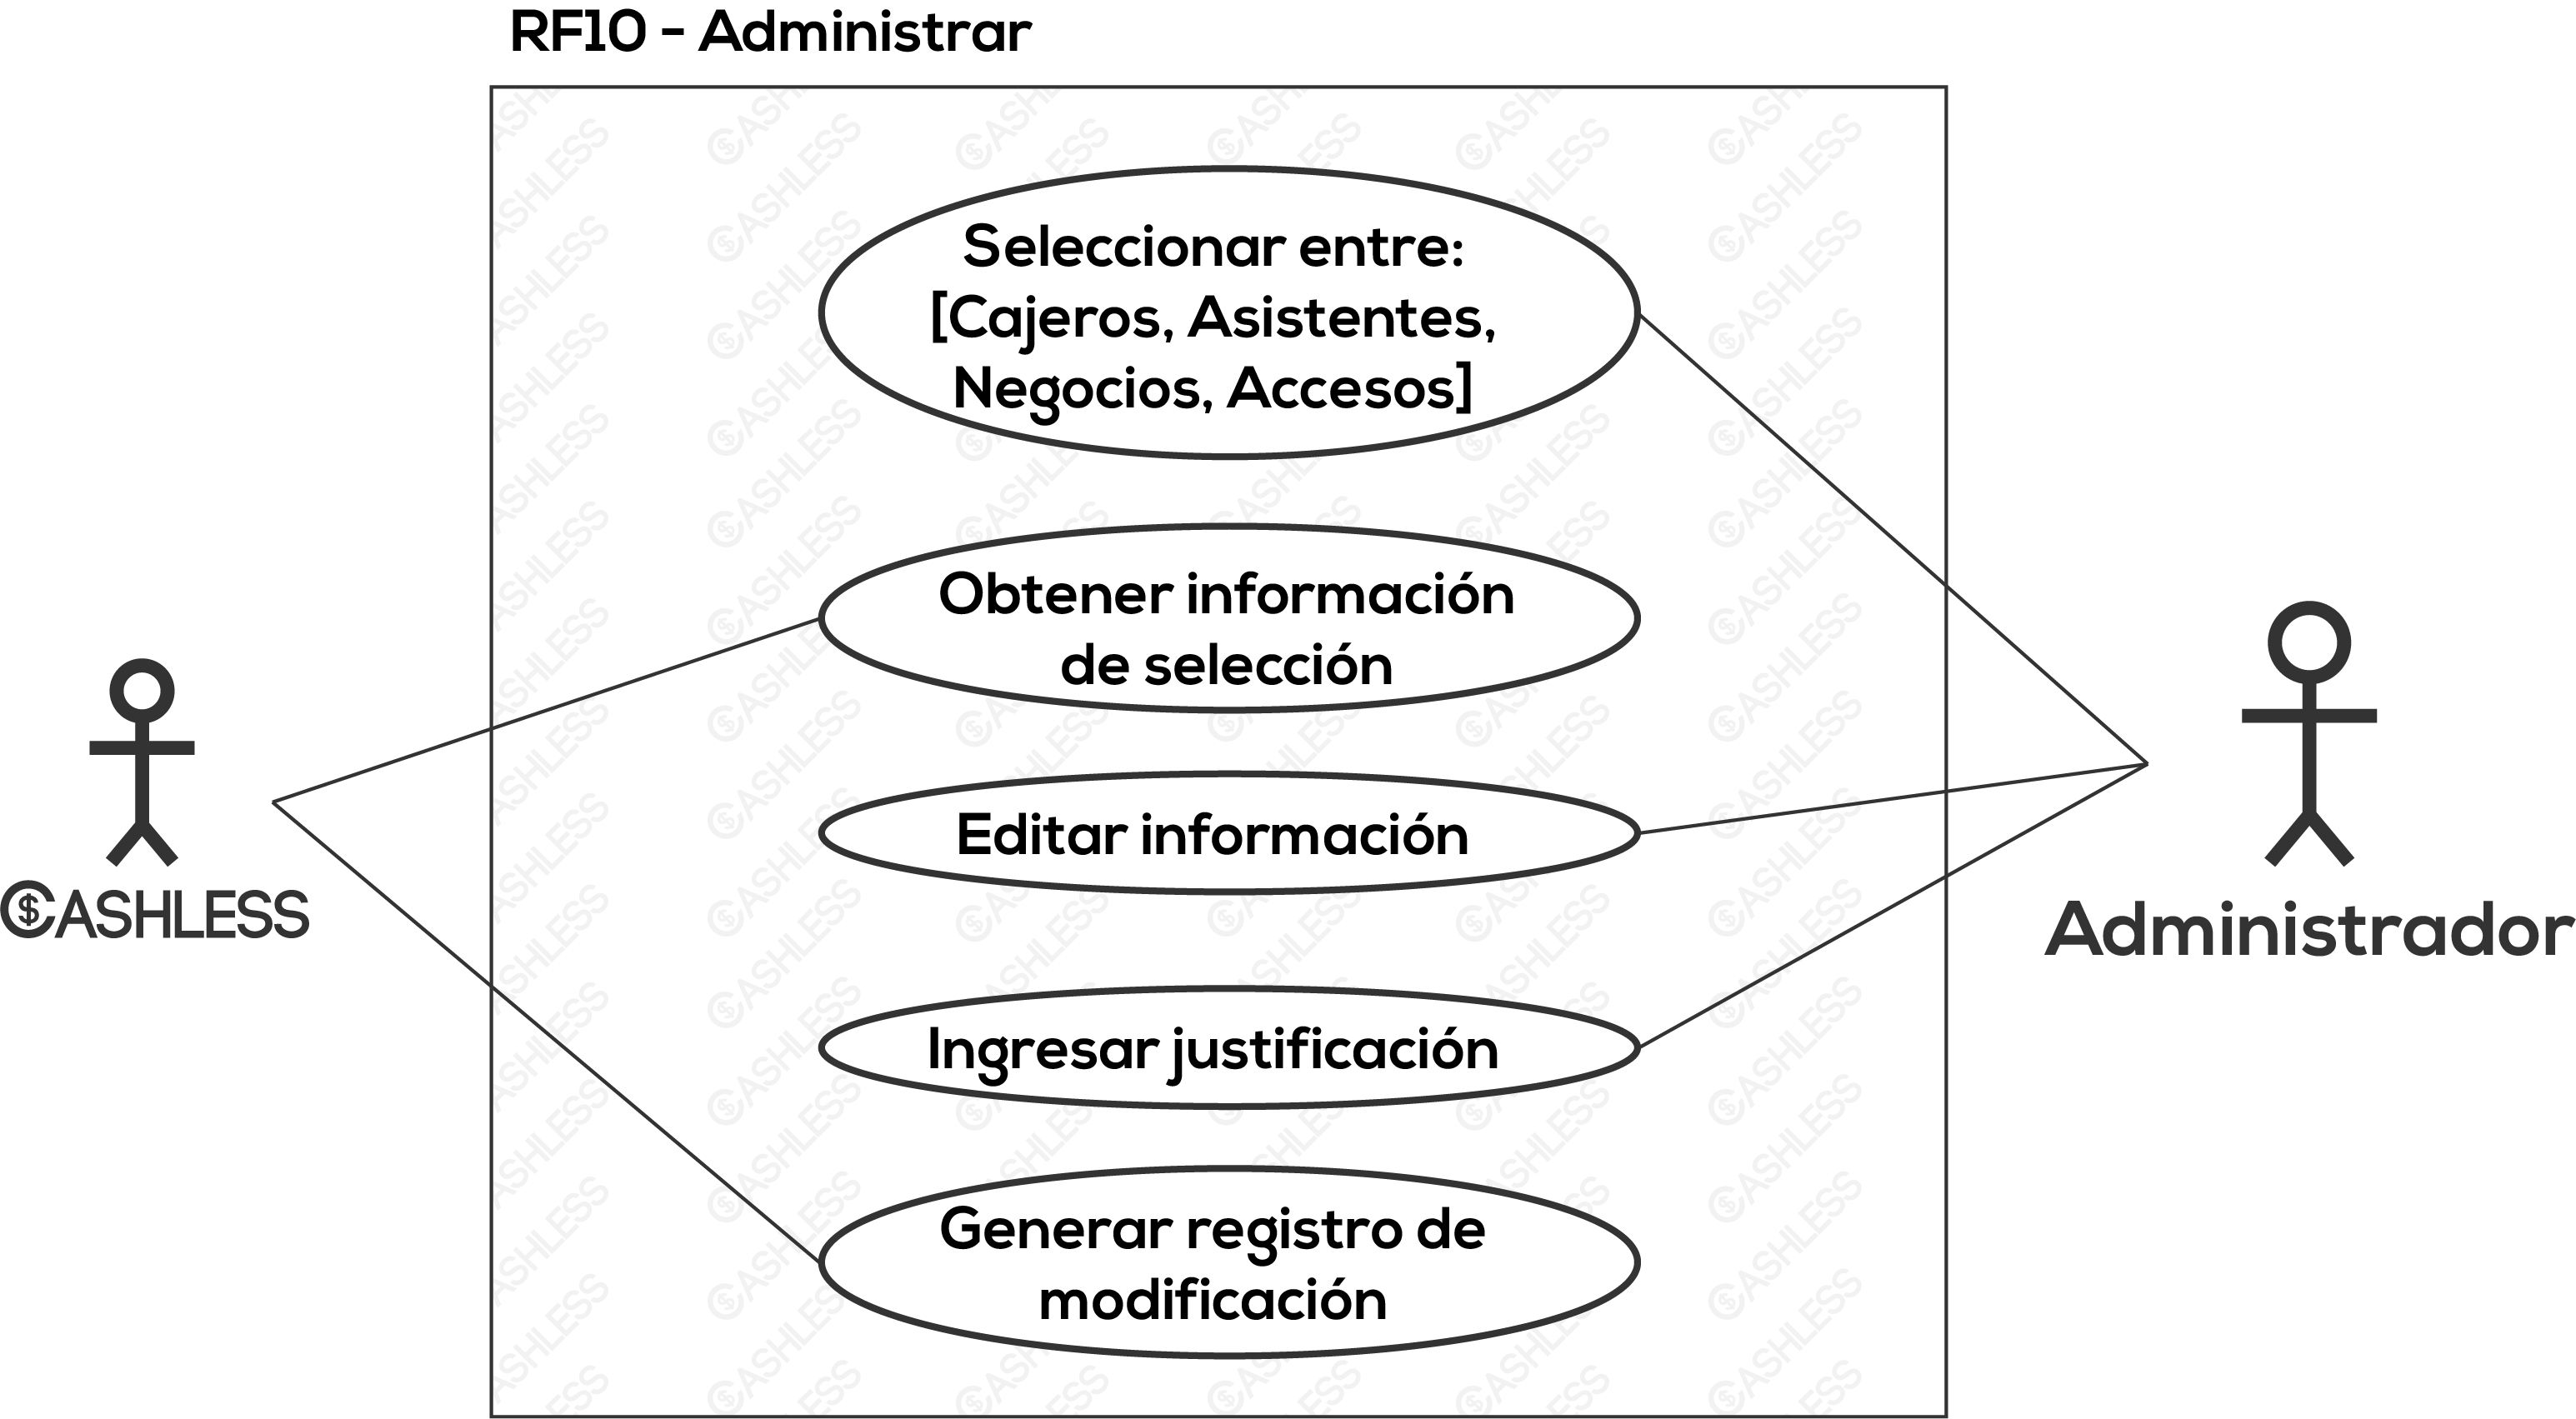 RF10 - Administrar
Seleccionar entre:
[Cajeros, Asistentes,
Negocios, Accesos]
Obtener información
de selección
Editar información
Ingresar justificación
Generar registro de
modificación
CASHLESS
Administrador